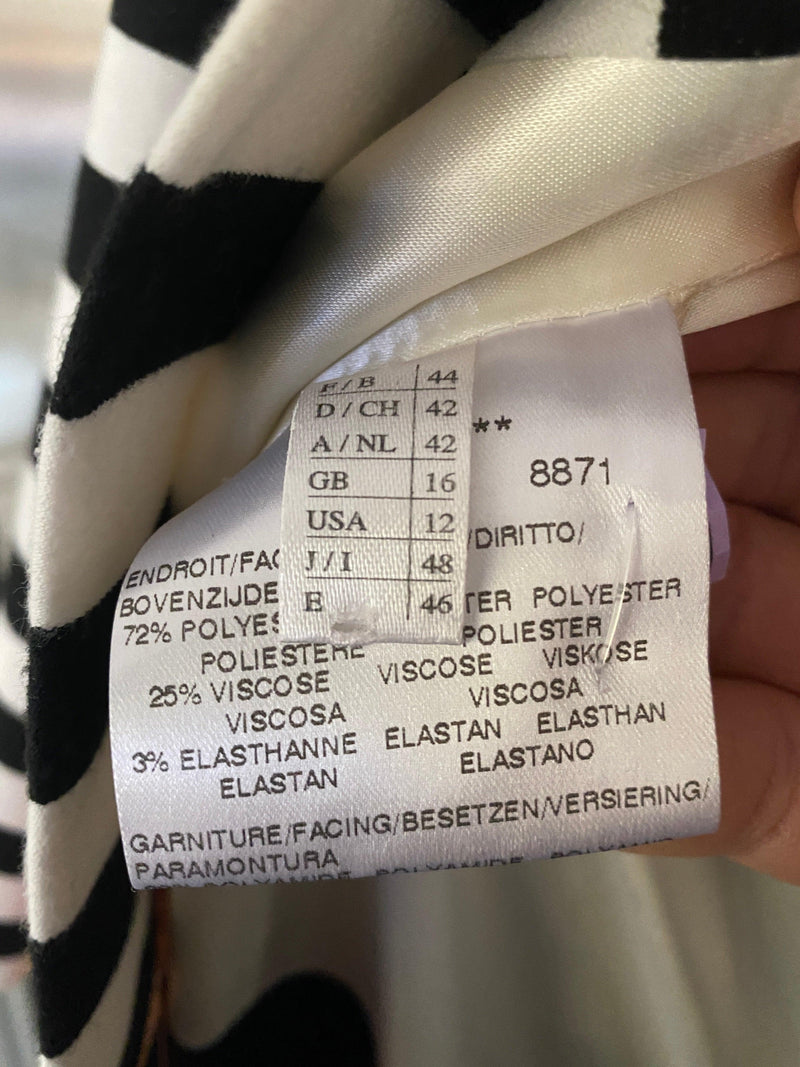 F / B 44
D / CH 42
A / NL 42
GB 16
USA 12
J / I 48
E 46
**
8871
ENDROIT/FAC /DIRITTO/
BOVENZIJDE
72% POLYES TER POLYESTER
POLIESTERE POLIESTER
25% VISCOSE VISCOSE VISKOSE
VISCOSA VISCOSA
3% ELASTHANNE ELASTAN ELASTHAN
ELASTAN ELASTANO
GARNITURE/FACING/BESETZEN/VERSIERING/
PARAMONTURA
POLYAMIDE POLYAMIDE